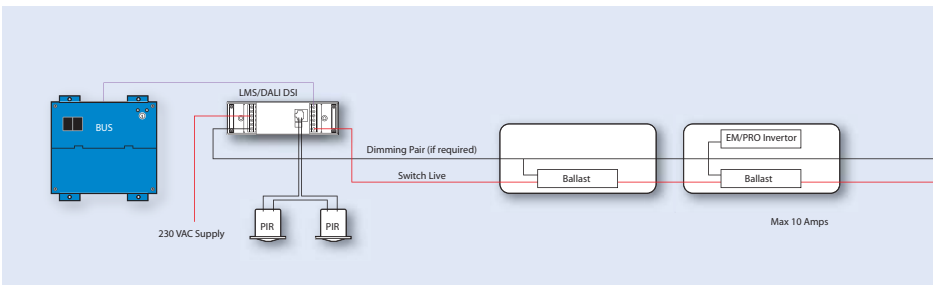 LMS/DALI DSI
BUS
EM/PRO Invertor
Dimming Pair (if required)
Switch Live
Ballast
Ballast
PIR
PIR
230 VAC Supply
Max 10 Amps